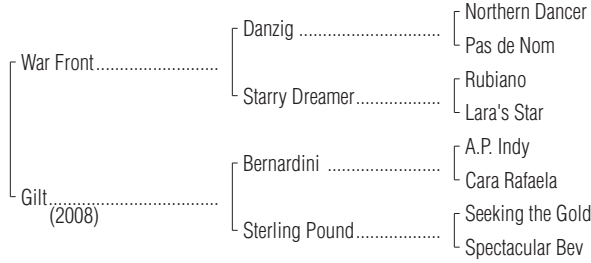 Northern Dancer
Danzig ................................
Pas de Nom
War Front...........................
Rubiano
Starry Dreamer...................
Lara's Star
A.P. Indy
Bernardini ..........................
Cara Rafaela
Gilt.....................................
(2008)
Seeking the Gold
Sterling Pound...................
Spectacular Bev